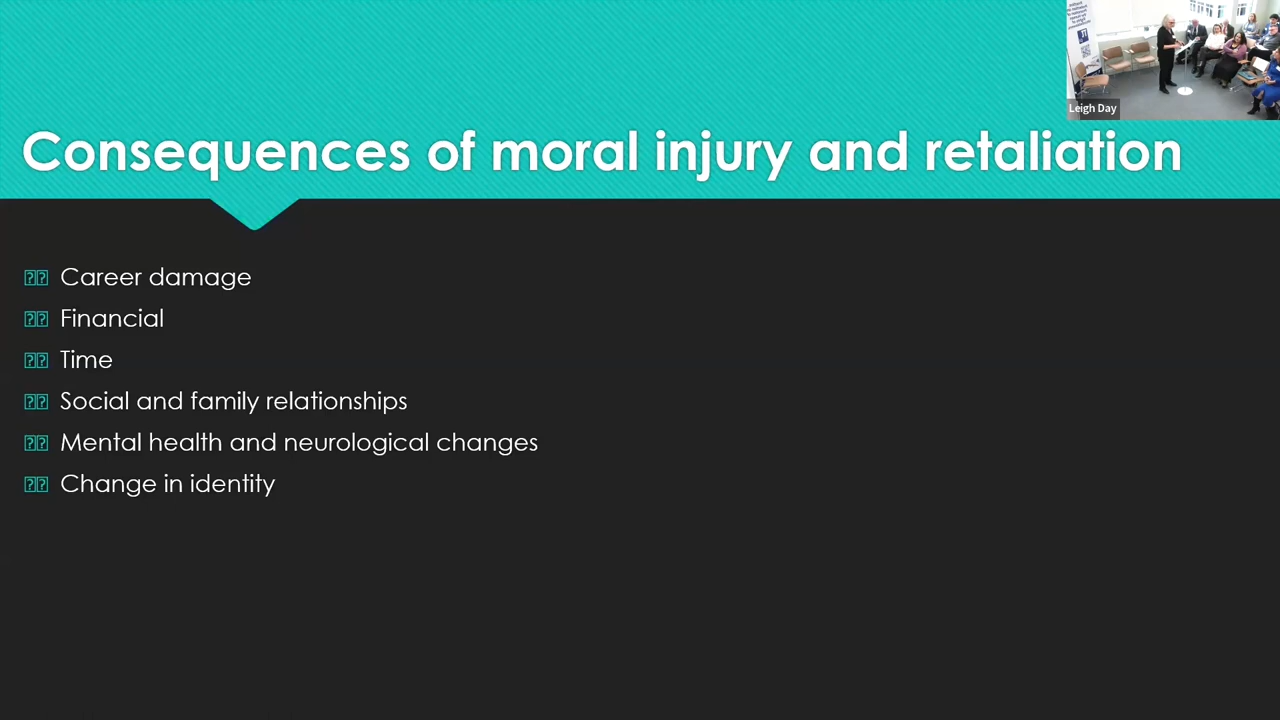 Leigh Day
Consequences of moral injury and retaliation
Career damage
Financial
Time
Social and family relationships
Mental health and neurological changes
Change in identity